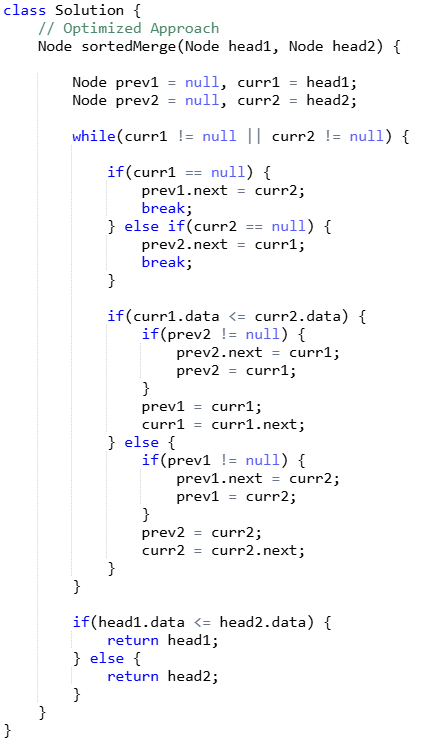 class Solution {
    // Optimized Approach
    Node sortedMerge(Node head1, Node head2) {

        Node prev1 = null, curr1 = head1;
        Node prev2 = null, curr2 = head2;

        while(curr1 != null || curr2 != null) {

            if(curr1 == null) {
                prev1.next = curr2;
                break;
            } else if(curr2 == null) {
                prev2.next = curr1;
                break;
            }

            if(curr1.data <= curr2.data) {
                if(prev2 != null) {
                    prev2.next = curr1;
                    prev2 = curr1;
                }
                prev1 = curr1;
                curr1 = curr1.next;
            } else {
                if(prev1 != null) {
                    prev1.next = curr2;
                    prev1 = curr2;
                }
                prev2 = curr2;
                curr2 = curr2.next;
            }
        }

        if(head1.data <= head2.data) {
            return head1;
        } else {
            return head2;
        }
    }
}